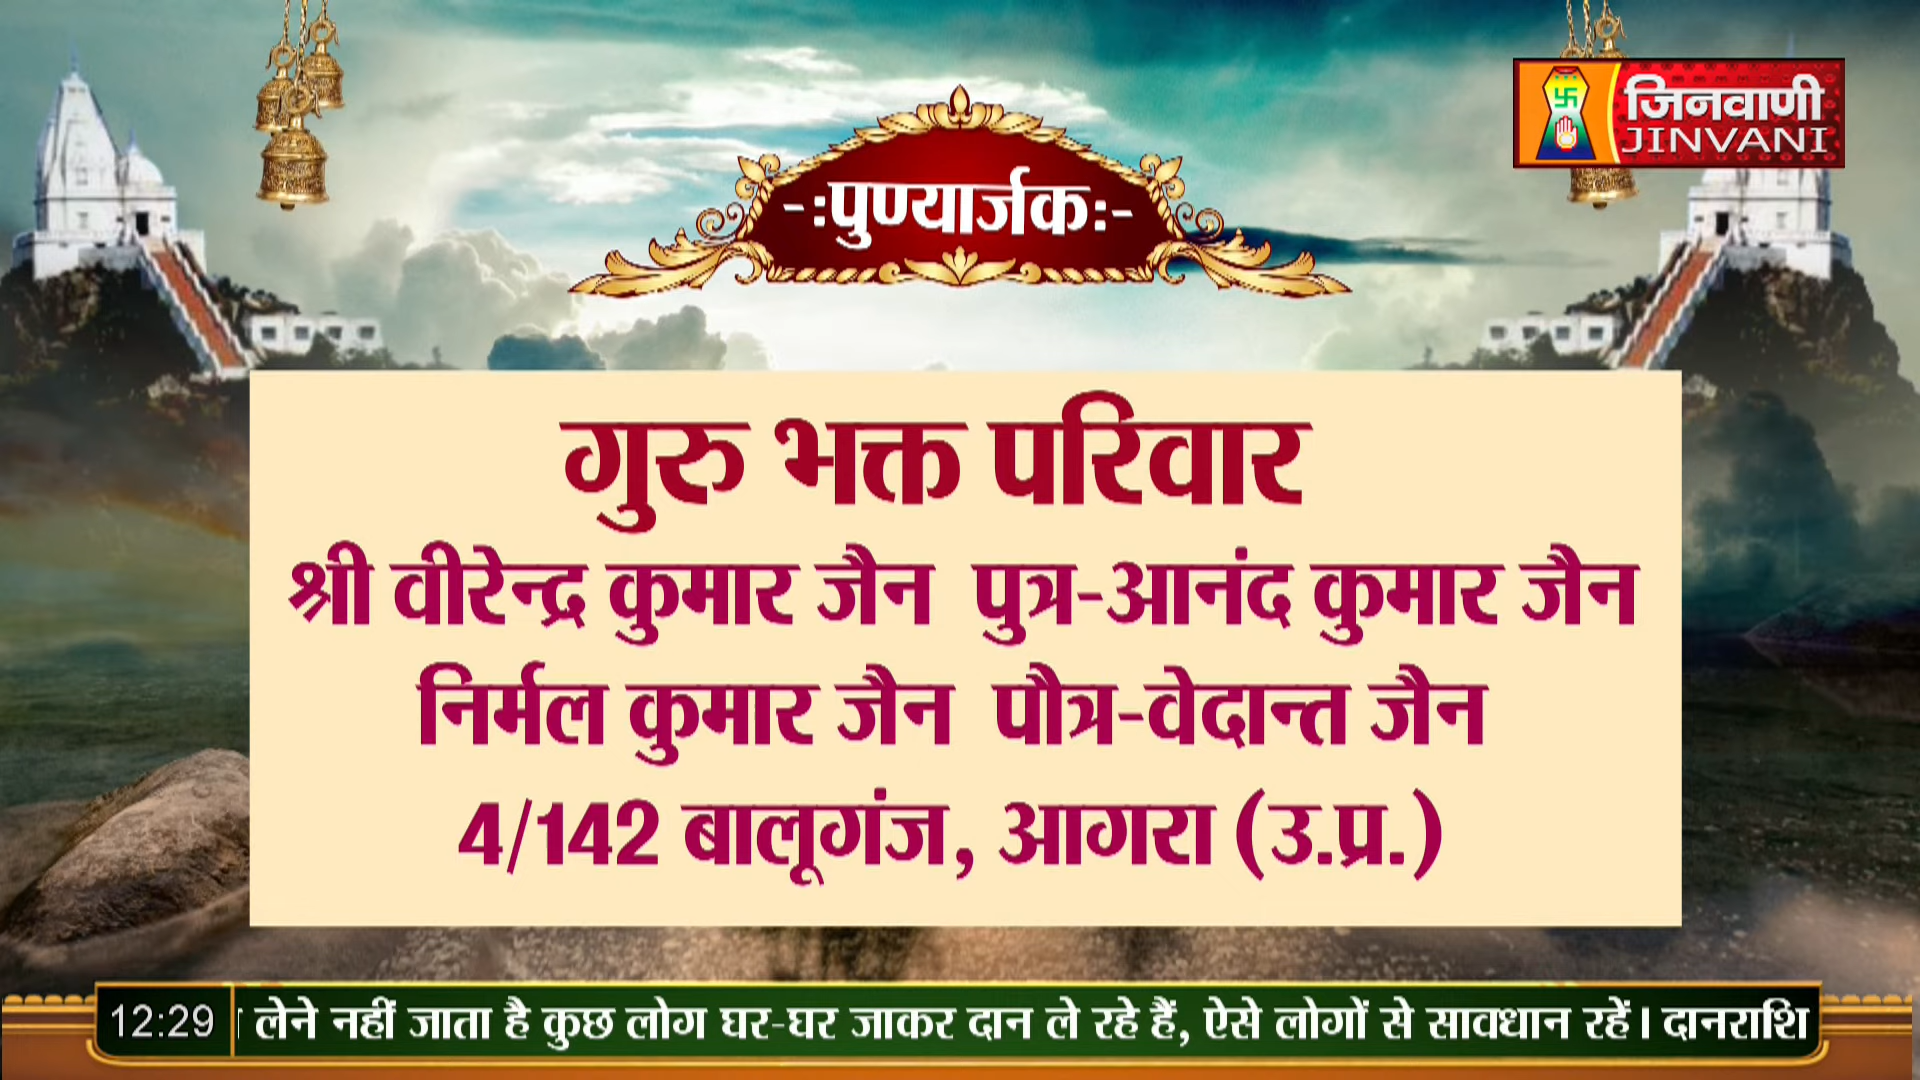 जिनवाणी
JINVANI
-:पुण्यार्जक:-
गुरु भक्त परिवार
श्री वीरेन्द्र कुमार जैन पुत्र-आनंद कुमार जैन
निर्मल कुमार जैन पौत्र-वेदान्त जैन
4/142 बालूगंज, आगरा (उ.प्र.)
12:29 लेने नहीं जाता है कुछ लोग घर-घर जाकर दान ले रहे हैं, ऐसे लोगों से सावधान रहें। दानराशि